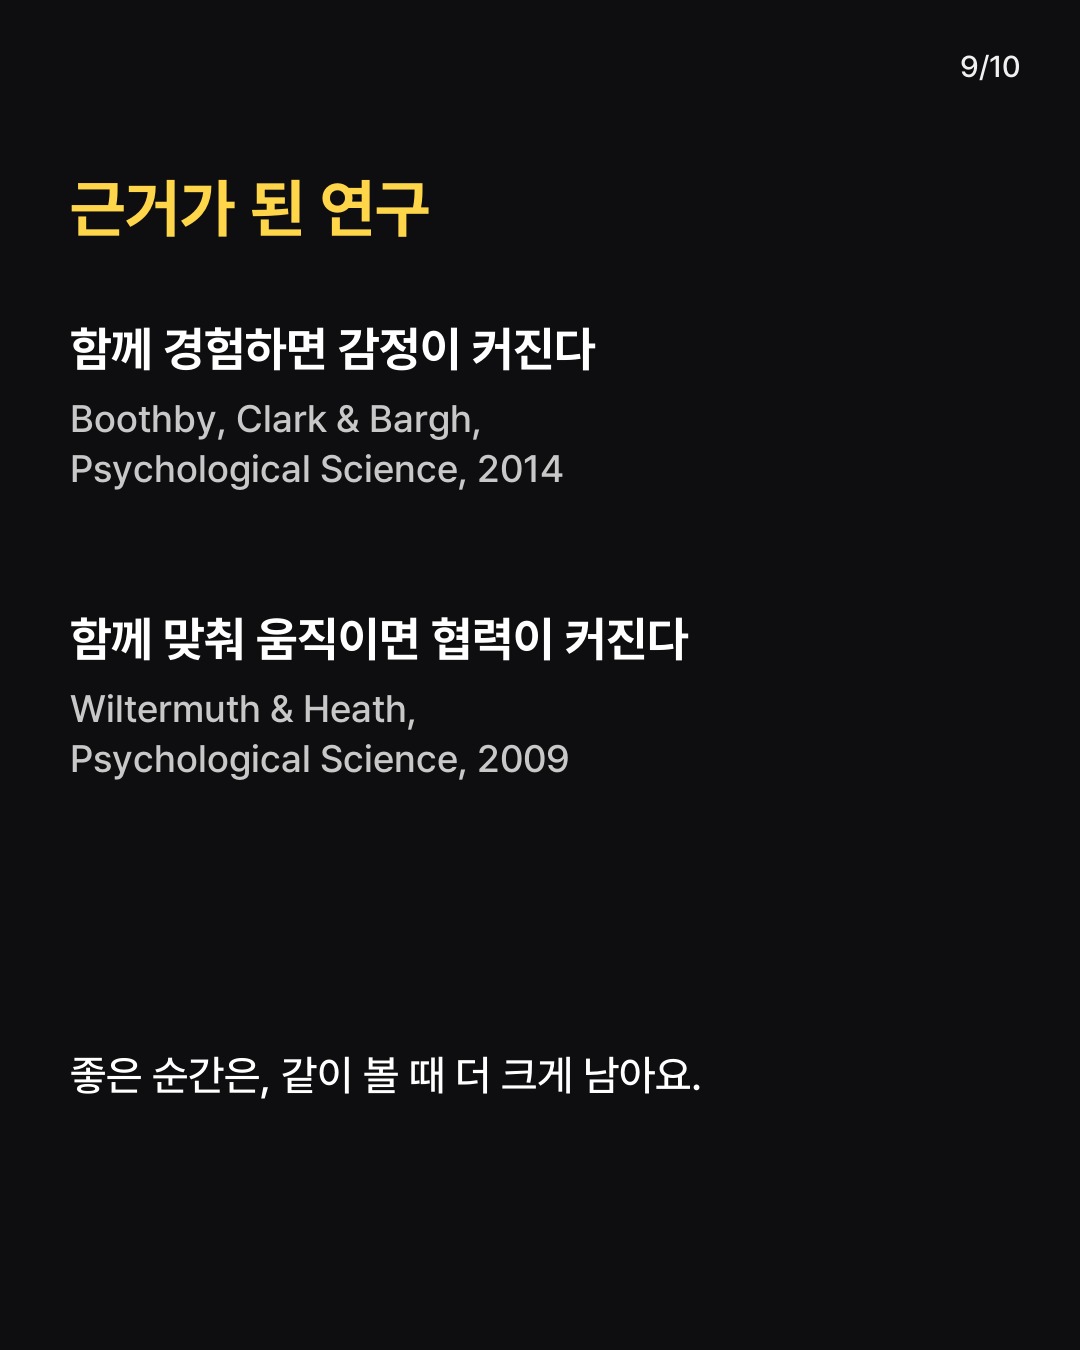 9/10
근거가 된 연구
함께 경험하면 감정이 커진다
Boothby, Clark & Bargh,
Psychological Science, 2014
함께 맞춰 움직이면 협력이 커진다
Wiltermuth & Heath,
Psychological Science, 2009
좋은 순간은, 같이 볼 때 더 크게 남아요.